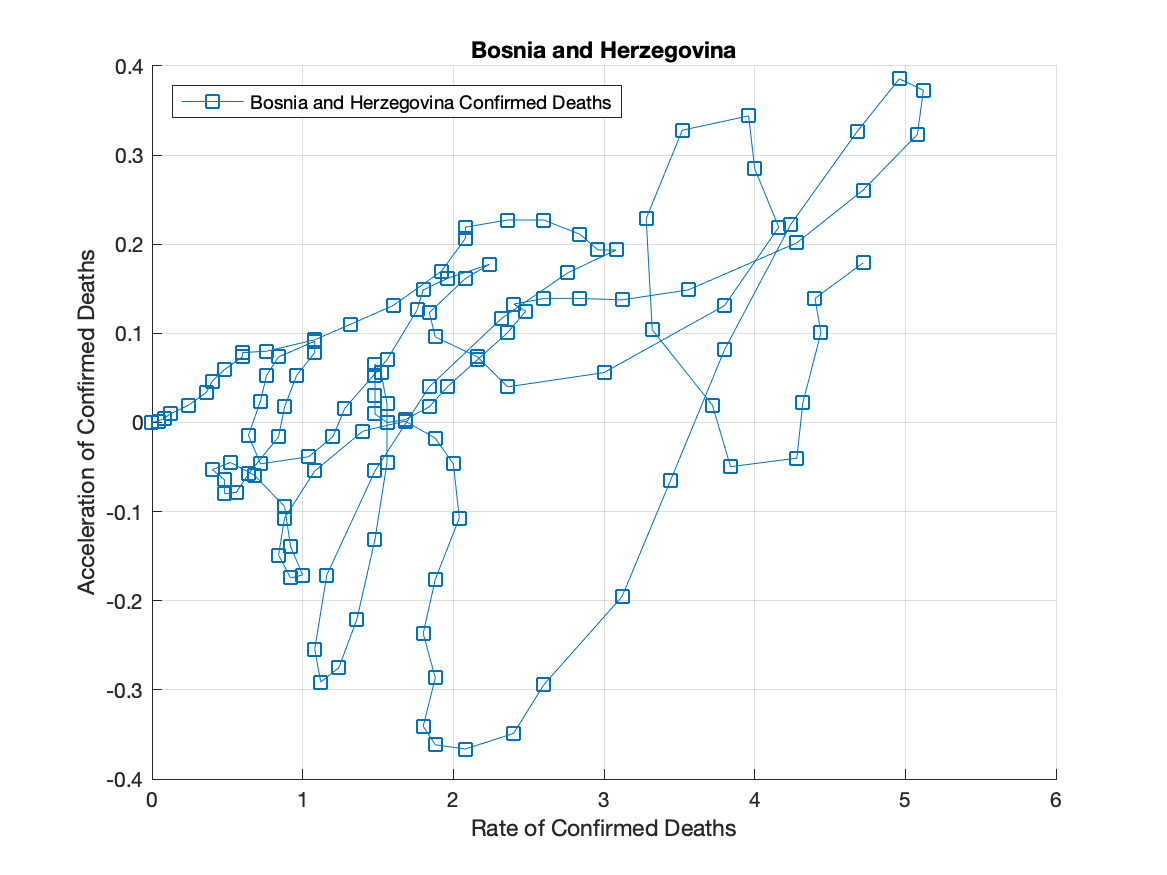 Bosnia and Herzegovina
Bosnia and Herzegovina Confirmed Deaths
Acceleration of Confirmed Deaths
0.4
0.3
0.2
0.1
0
-0.1
-0.2
-0.3
-0.4
0 1 2 3 4 5 6
Rate of Confirmed Deaths